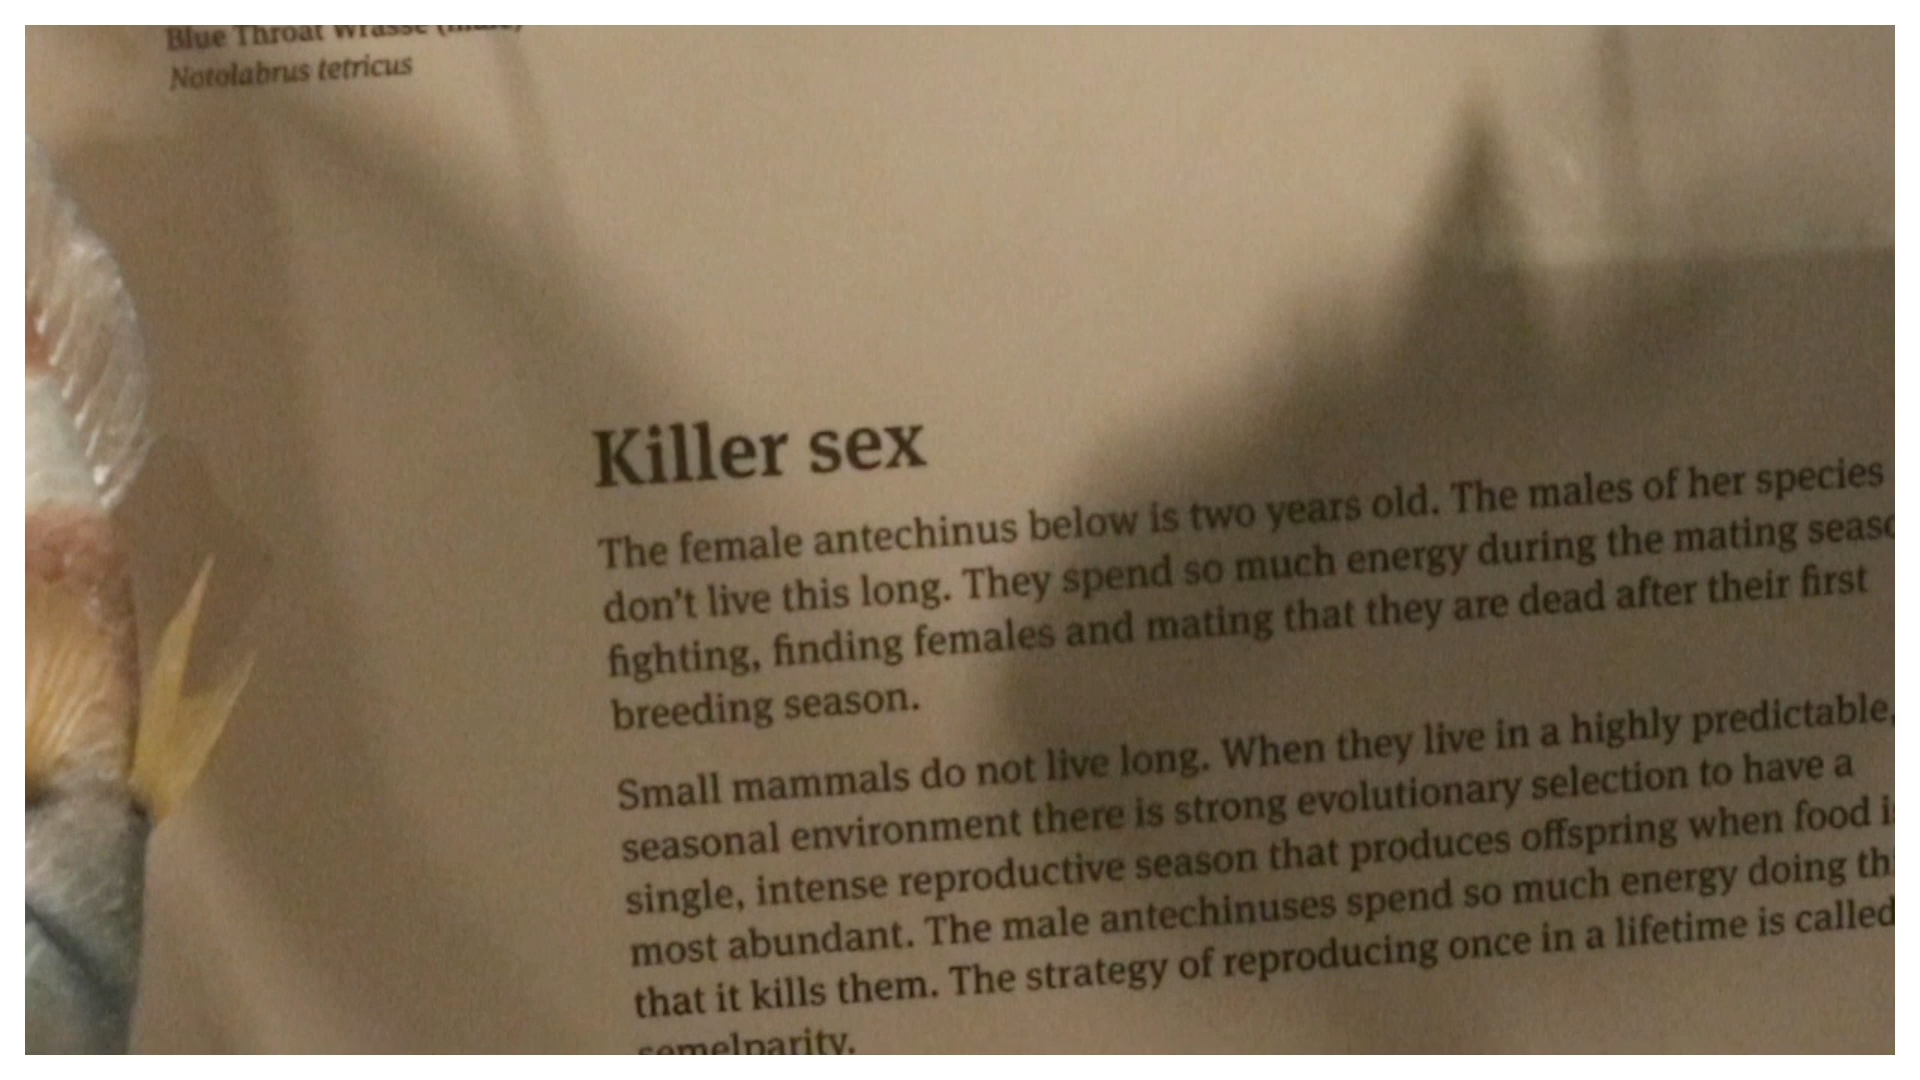 Blue Throat Wrasse (male)
Notolabrus tetricus
Killer sex
The female antechinus below is two years old. The males of her species
don't live this long. They spend so much energy during the mating
fighting, finding females and mating that they are dead after their first
breeding season.
Small mammals do not live long. When they live in a highly predictable,
seasonal environment there is strong evolutionary selection to have a
single, intense reproductive season that produces offspring when food
most abundant. The male antechinuses spend so much energy doing
that it kills them. The strategy of reproducing once in a lifetime is called
semelparity.